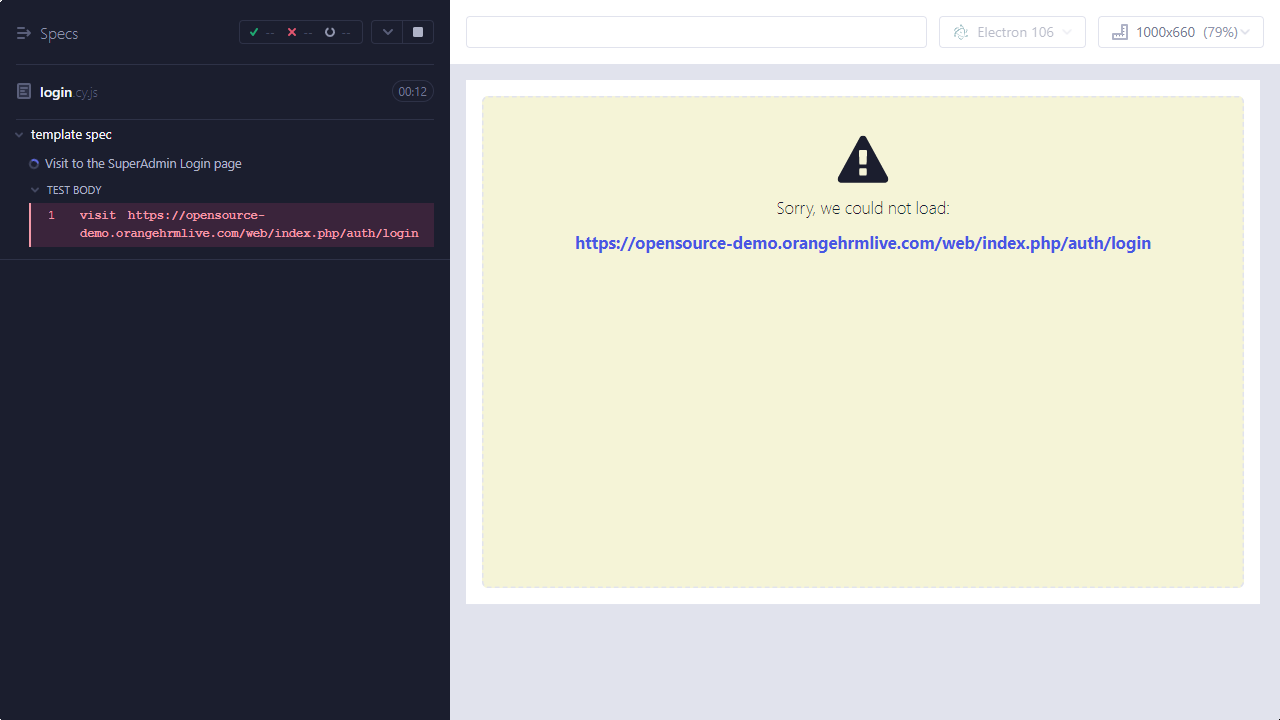 Specs
-- -- --
login.cy.js
00:12
template spec
Visit to the SuperAdmin Login page
TEST BODY
1 visit https://opensource-
demo.orangehrmlive.com/web/index.php/auth/login
Electron 106
1000x660 (79%)
Sorry, we could not load:
https://opensource-demo.orangehrmlive.com/web/index.php/auth/login